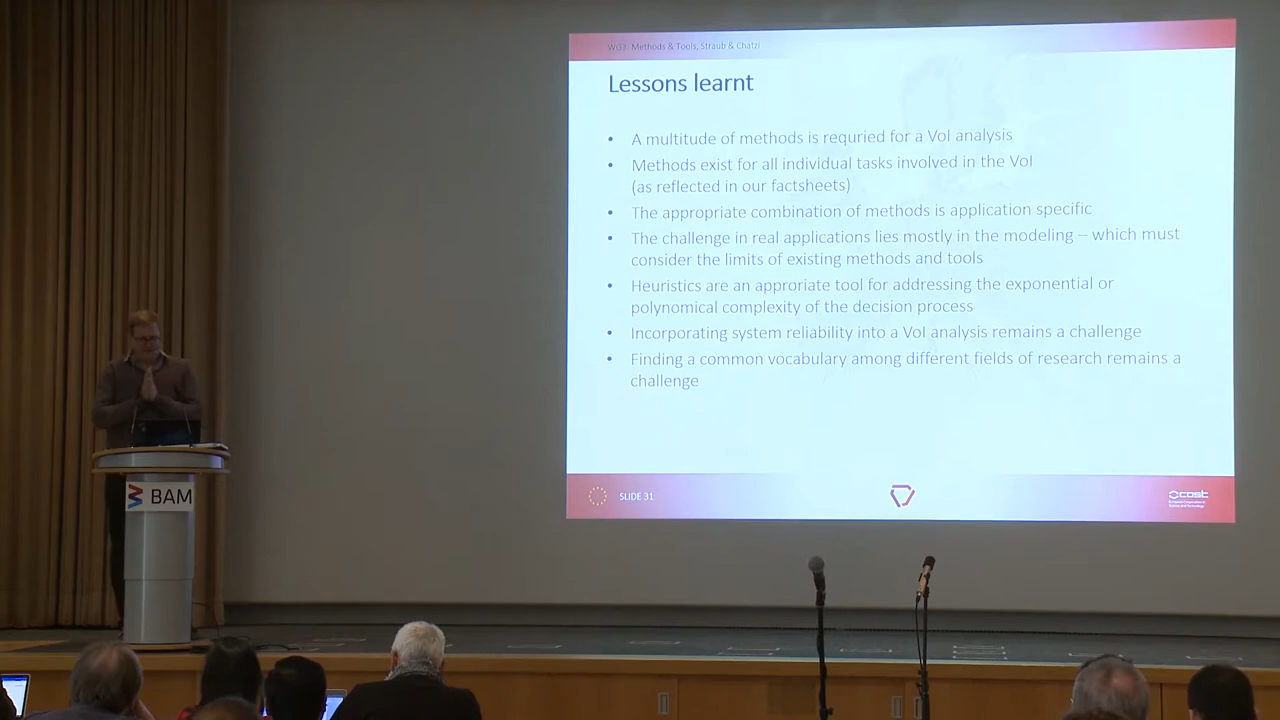 WG3: Methods & Tools, Straub & Chatzi
Lessons learnt
• A multitude of methods is requried for a VoI analysis
• Methods exist for all individual tasks involved in the VoI
(as reflected in our factsheets)
• The appropriate combination of methods is application specific
• The challenge in real applications lies mostly in the modeling – which must
consider the limits of existing methods and tools
• Heuristics are an approriate tool for addressing the exponential or
polynomical complexity of the decision process
• Incorporating system reliability into a VoI analysis remains a challenge
• Finding a common vocabulary among different fields of research remains a
challenge
SLIDE 31
cost
BAM